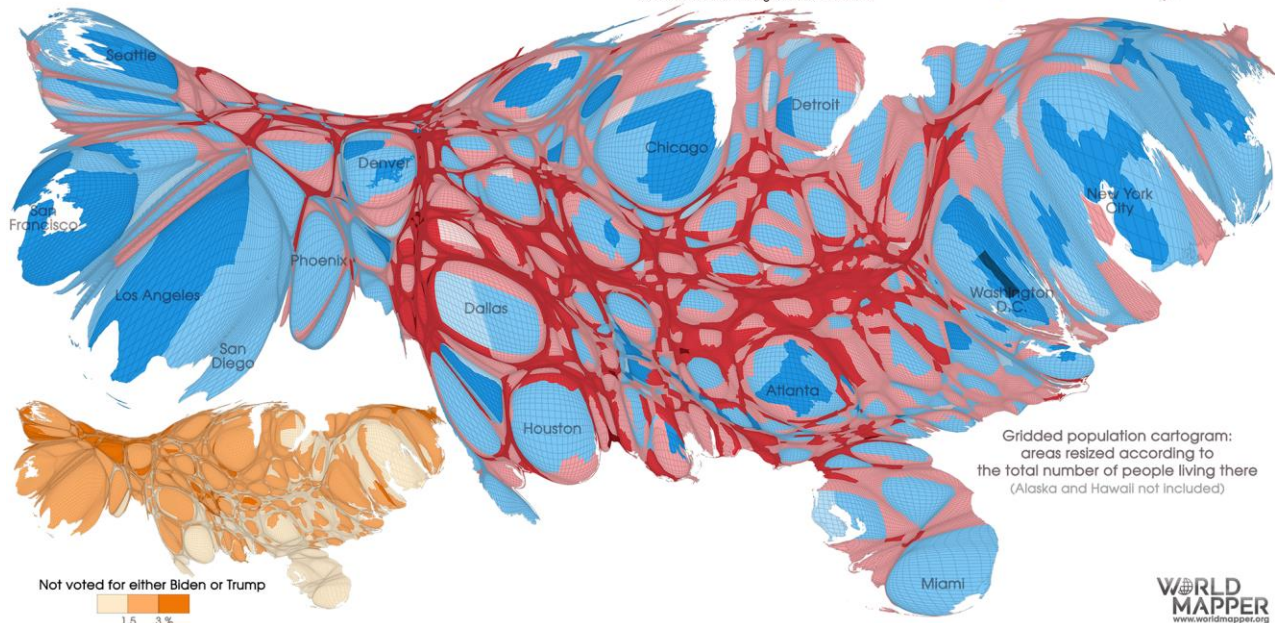 Seattle
Detroit
Chicago
Denver
New York
City
San
Francisco
Phoenix
Los Angeles
Washington
D.C.
Dallas
San
Diego
Atlanta
Houston
Gridded population cartogram:
areas resized according to
the total number of people living there
(Alaska and Hawaii not included)
Not voted for either Biden or Trump
1.5 3 %
Miami
WORLD
MAPPER
www.worldmapper.org